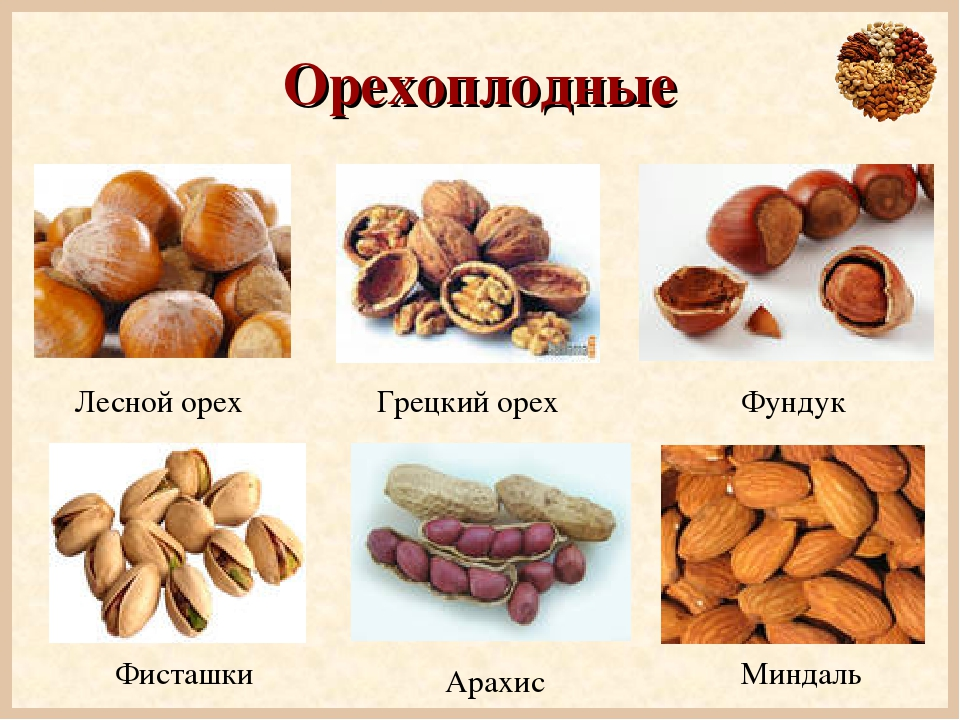 Орехоплодные
Лесной орех
Грецкий орех
Фундук
Фисташки
Арахис
Миндаль